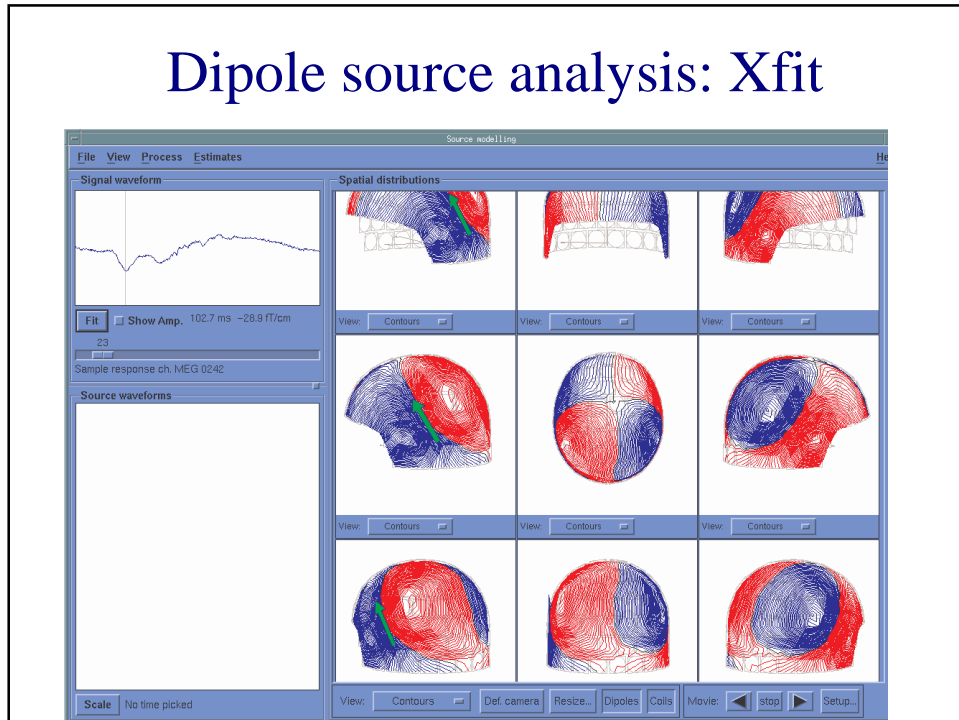 Dipole source analysis: Xfit
Source modelling
File View Process Estimates He
Signal waveform
Fit Show Amp. 102.7 ms −28.9 fT/cm
23
Sample response ch. MEG 0242
Source waveforms
Scale No time picked
Spatial distributions
View: Contours View: Contours View: Contours
View: Contours View: Contours View: Contours
View: Contours Def. camera Resize... Dipoles Coils Movie: stop Setup...